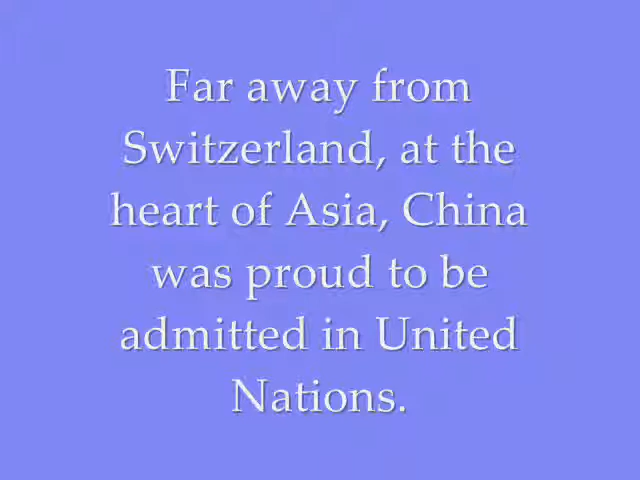 Far away from
Switzerland, at the
heart of Asia, China
was proud to be
admitted in United
Nations.